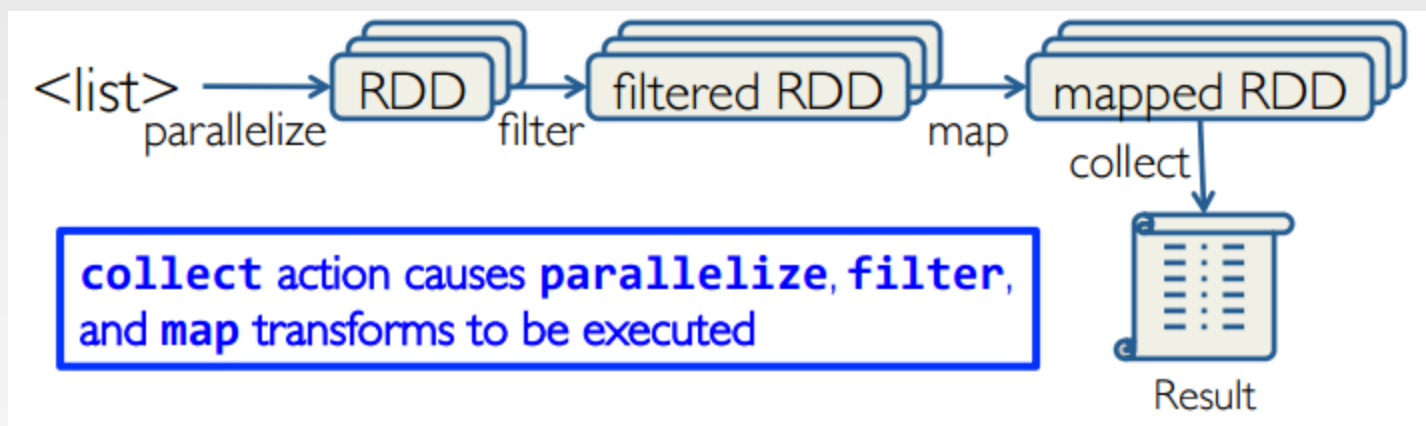 <list>
RDD
filtered RDD
mapped RDD
parallelize
filter
map
collect
collect action causes parallelize, filter,
and map transforms to be executed
Result